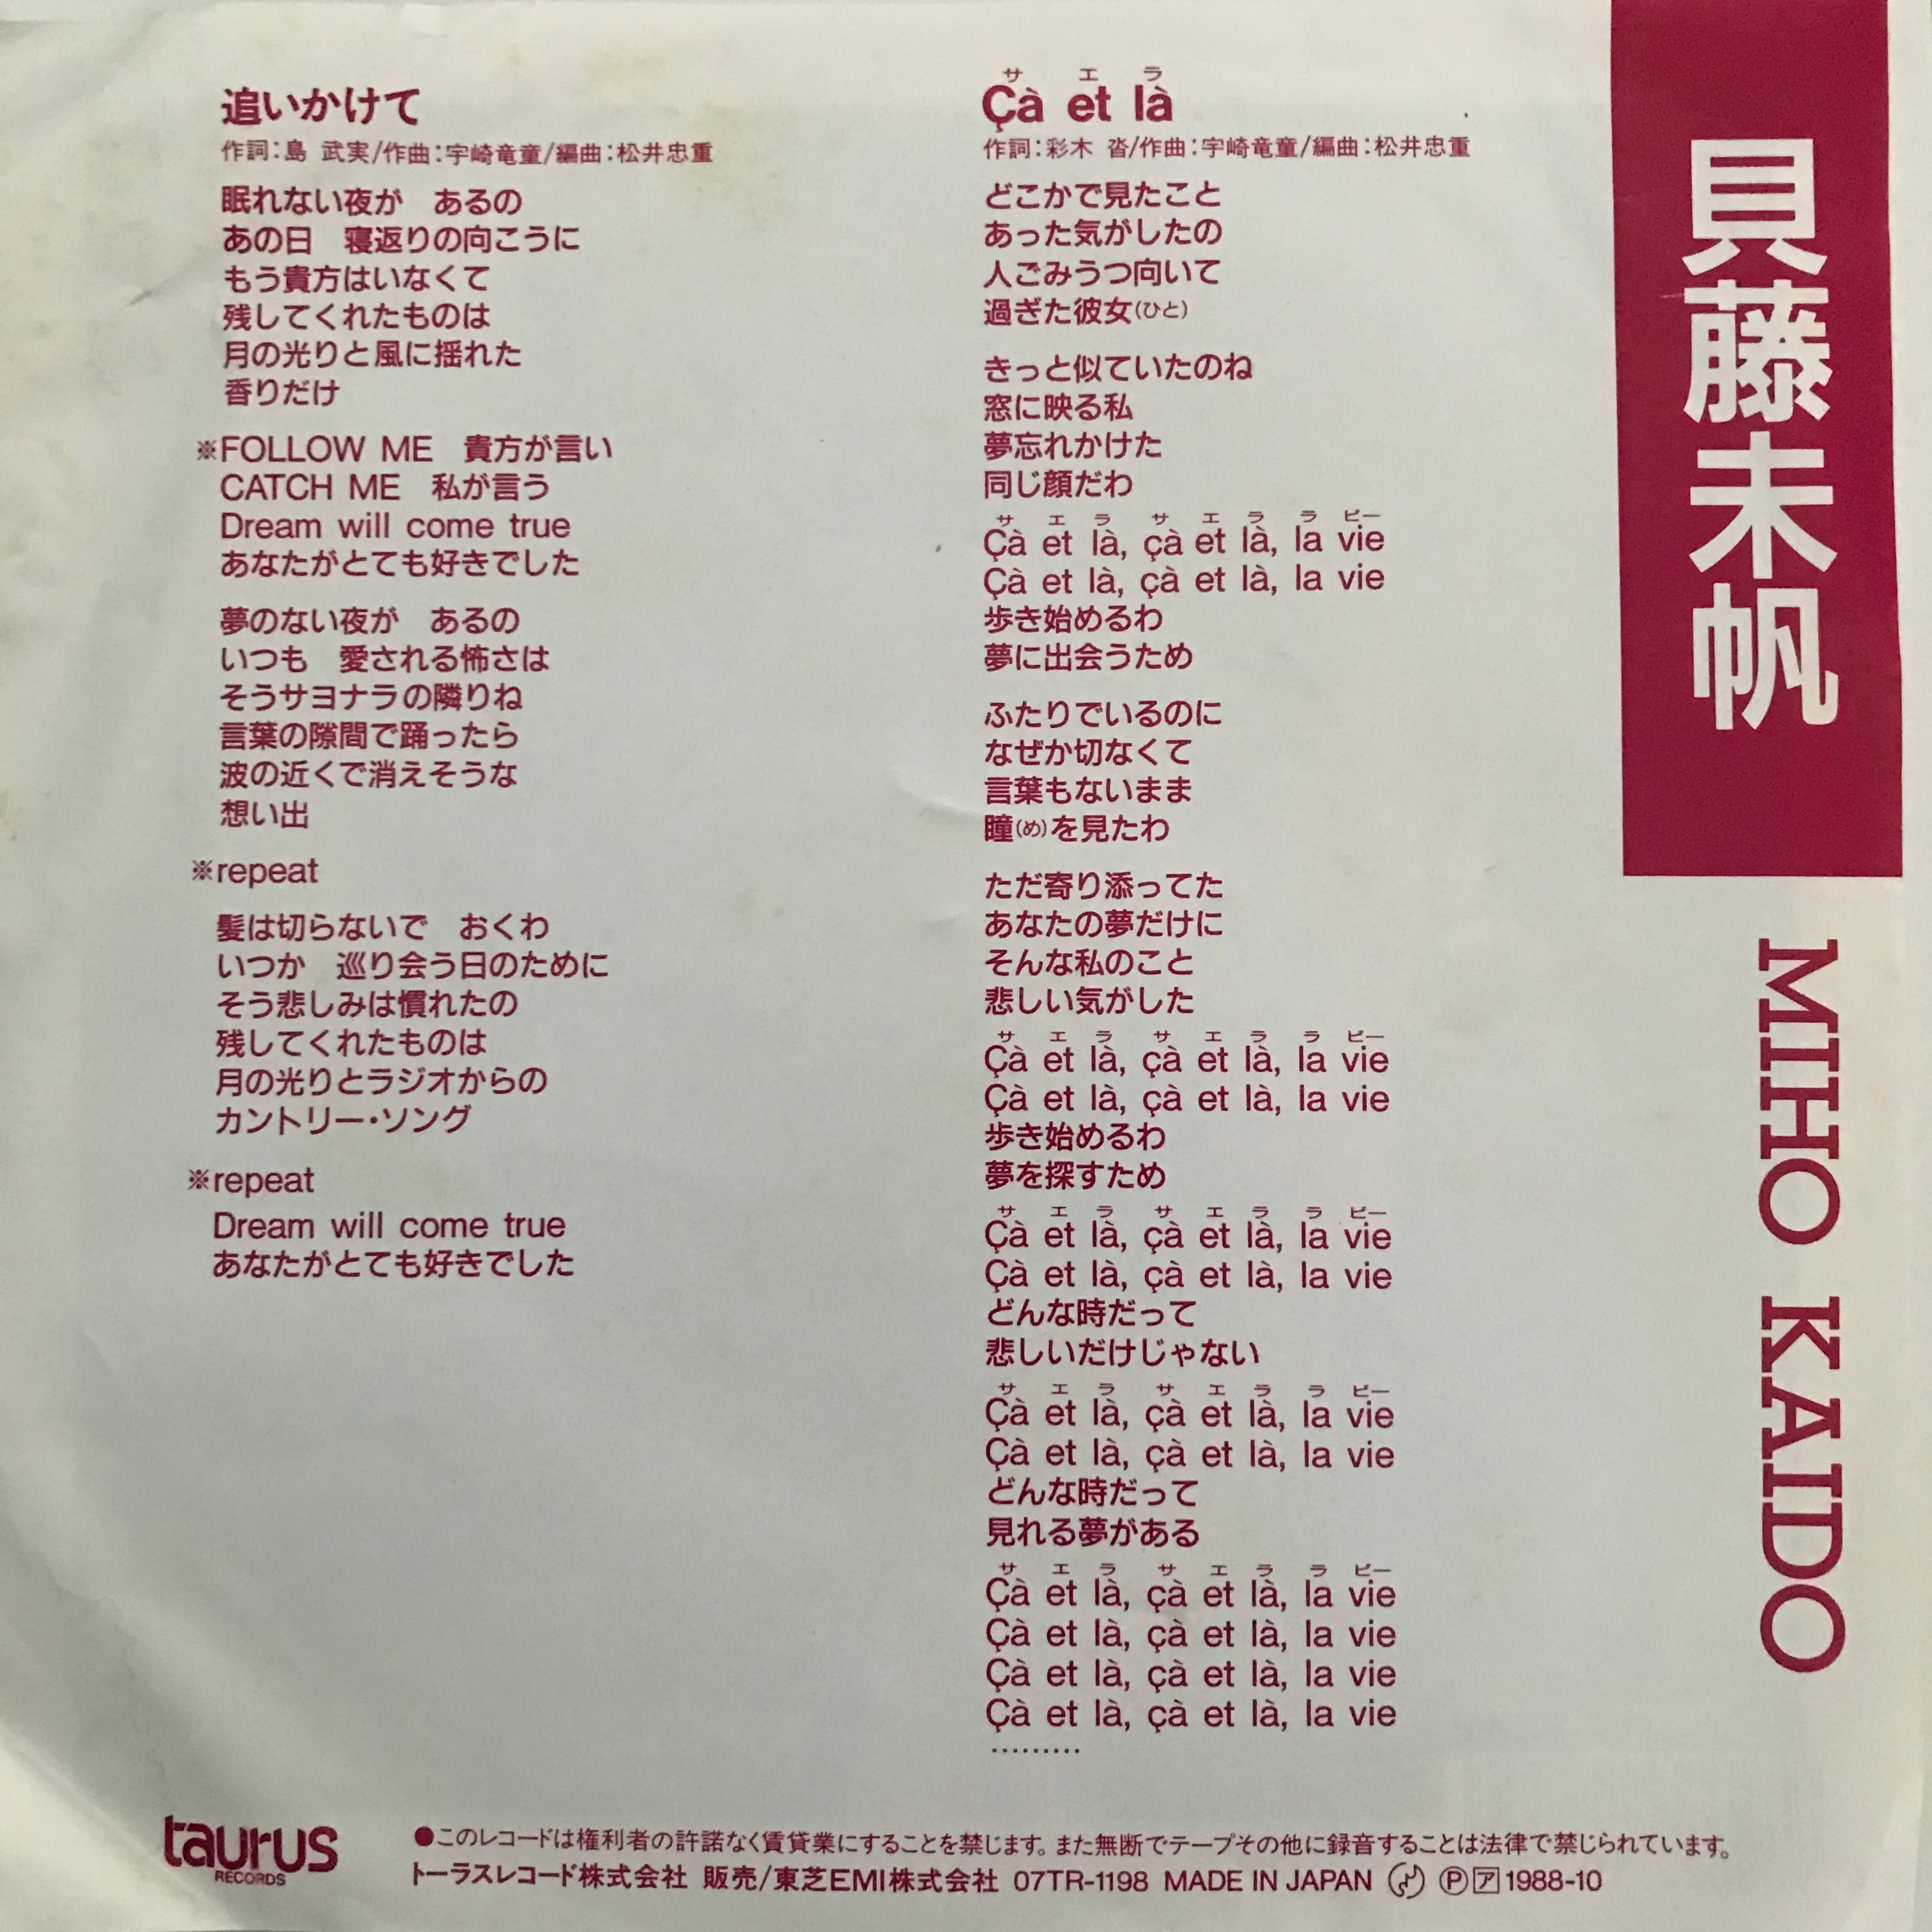 追いかけて
作詞：島 武実/作曲：宇崎竜童/編曲：松井忠重
眠れない夜が　あるの
あの日　寝返りの向こうに
もう貴方はいなくて
残してくれたものは
月の光りと風に揺れた
香りだけ
※FOLLOW ME　貴方が言い
CATCH ME　私が言う
Dream will come true
あなたがとても好きでした
夢のない夜が　あるの
いつも　愛される怖さは
そうサヨナラの隣りね
言葉の隙間で踊ったら
波の近くで消えそうな
想い出
※repeat
髪は切らないで　おくわ
いつか　巡り会う日のために
そう悲しみは慣れたの
残してくれたものは
月の光りとラジオからの
カントリー・ソング
※repeat
Dream will come true
あなたがとても好きでした
サ エ ラ
Çà et là
作詞：彩木 沓/作曲：宇崎竜童/編曲：松井忠重
どこかで見たこと
あった気がしたの
人ごみうつ向いて
過ぎた彼女(ひと)
きっと似ていたのね
窓に映る私
夢忘れかけた
同じ顔だわ
サ エ ラ サ エ ラ ラ ビー
Çà et là, çà et là, la vie
Çà et là, çà et là, la vie
歩き始めるわ
夢に出会うため
ふたりでいるのに
なぜか切なくて
言葉もないまま
瞳(め)を見たわ
ただ寄り添ってた
あなたの夢だけに
そんな私のこと
悲しい気がした
サ エ ラ サ エ ラ ラ ビー
Çà et là, çà et là, la vie
Çà et là, çà et là, la vie
歩き始めるわ
夢を探すため
サ エ ラ サ エ ラ ラ ビー
Çà et là, çà et là, la vie
Çà et là, çà et là, la vie
どんな時だって
悲しいだけじゃない
サ エ ラ サ エ ラ ラ ビー
Çà et là, çà et là, la vie
Çà et là, çà et là, la vie
どんな時だって
見れる夢がある
サ エ ラ サ エ ラ ラ ビー
Çà et là, çà et là, la vie
Çà et là, çà et là, la vie
Çà et là, çà et là, la vie
Çà et là, çà et là, la vie
………
貝藤未帆
MIHO KAIDO
taurus
RECORDS
●このレコードは権利者の許諾なく賃貸業にすることを禁じます。また無断でテープその他に録音することは法律で禁じられています。
トーラスレコード株式会社 販売/東芝EMI株式会社 07TR-1198 MADE IN JAPAN Ⓟア1988-10